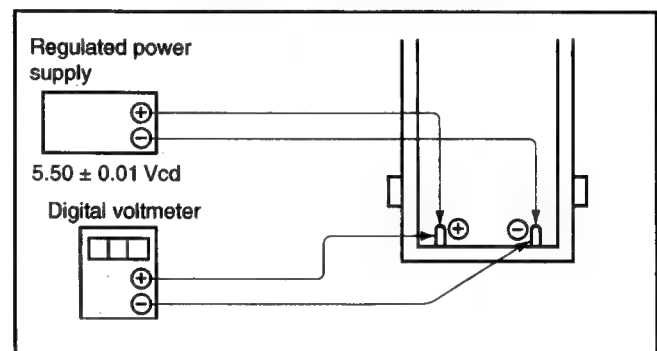 Regulated power
supply
⊕
⊖
5.50 ± 0.01 Vcd
Digital voltmeter
⊕
⊖
⊕ ⊖